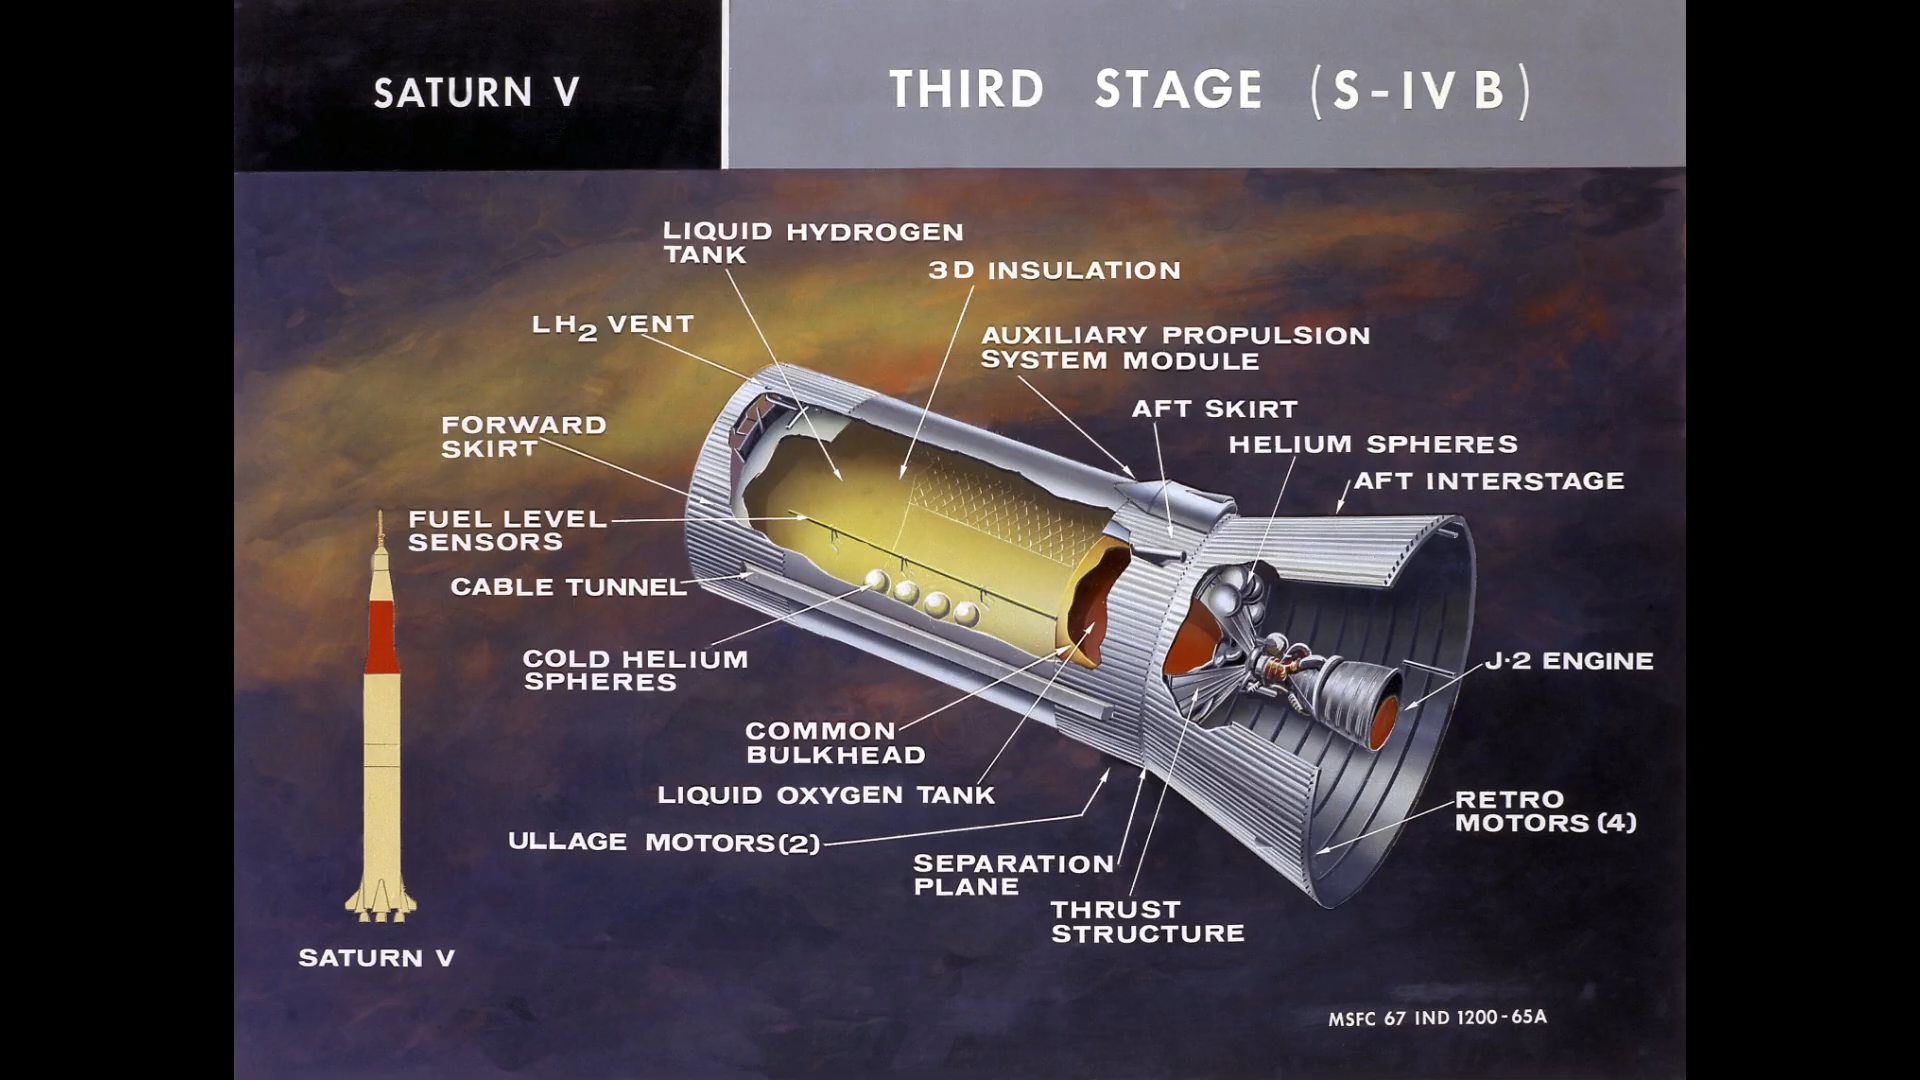 SATURN V
THIRD STAGE (S-IVB)
LIQUID HYDROGEN
TANK
3D INSULATION
LH2 VENT
AUXILIARY PROPULSION
SYSTEM MODULE
AFT SKIRT
FORWARD
SKIRT
HELIUM SPHERES
AFT INTERSTAGE
FUEL LEVEL
SENSORS
CABLE TUNNEL
COLD HELIUM
SPHERES
J-2 ENGINE
COMMON
BULKHEAD
LIQUID OXYGEN TANK
RETRO
MOTORS (4)
ULLAGE MOTORS(2)
SEPARATION
PLANE
THRUST
STRUCTURE
SATURN V
MSFC 67 IND 1200-65A